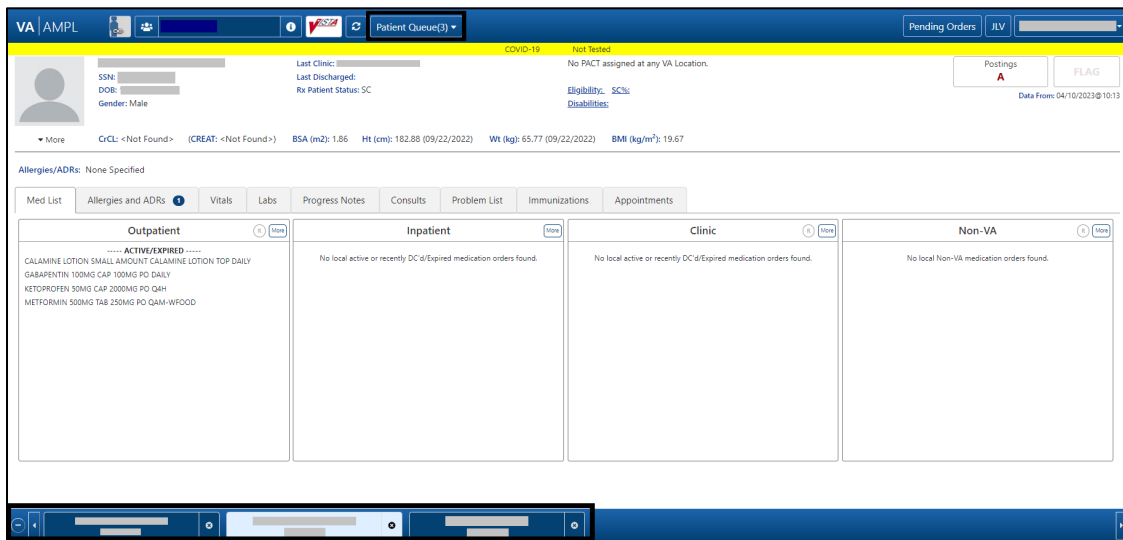 VA AMPL
VISTA
Patient Queue(3)
Pending Orders
JLV
COVID-19 Not Tested
SSN:
DOB:
Gender: Male
Last Clinic:
Last Discharged:
Rx Patient Status: SC
No PACT assigned at any VA Location.
Eligibility: SC%:
Disabilities:
Postings
A
FLAG
Data From: 04/10/2023@10:13
More
CrCL: <Not Found> (CREAT: <Not Found>) BSA (m2): 1.86 Ht (cm): 182.88 (09/22/2022) Wt (kg): 65.77 (09/22/2022) BMI (kg/m²): 19.67
Allergies/ADRs: None Specified
Med List Allergies and ADRs 1 Vitals Labs Progress Notes Consults Problem List Immunizations Appointments
Outpatient R More
----- ACTIVE/EXPIRED -----
CALAMINE LOTION SMALL AMOUNT CALAMINE LOTION TOP DAILY
GABAPENTIN 100MG CAP 100MG PO DAILY
KETOPROFEN 50MG CAP 2000MG PO Q4H
METFORMIN 500MG TAB 250MG PO QAM-WFOOD
Inpatient More
No local active or recently DC'd/Expired medication orders found.
Clinic R More
No local active or recently DC'd/Expired medication orders found.
Non-VA R More
No local Non-VA medication orders found.